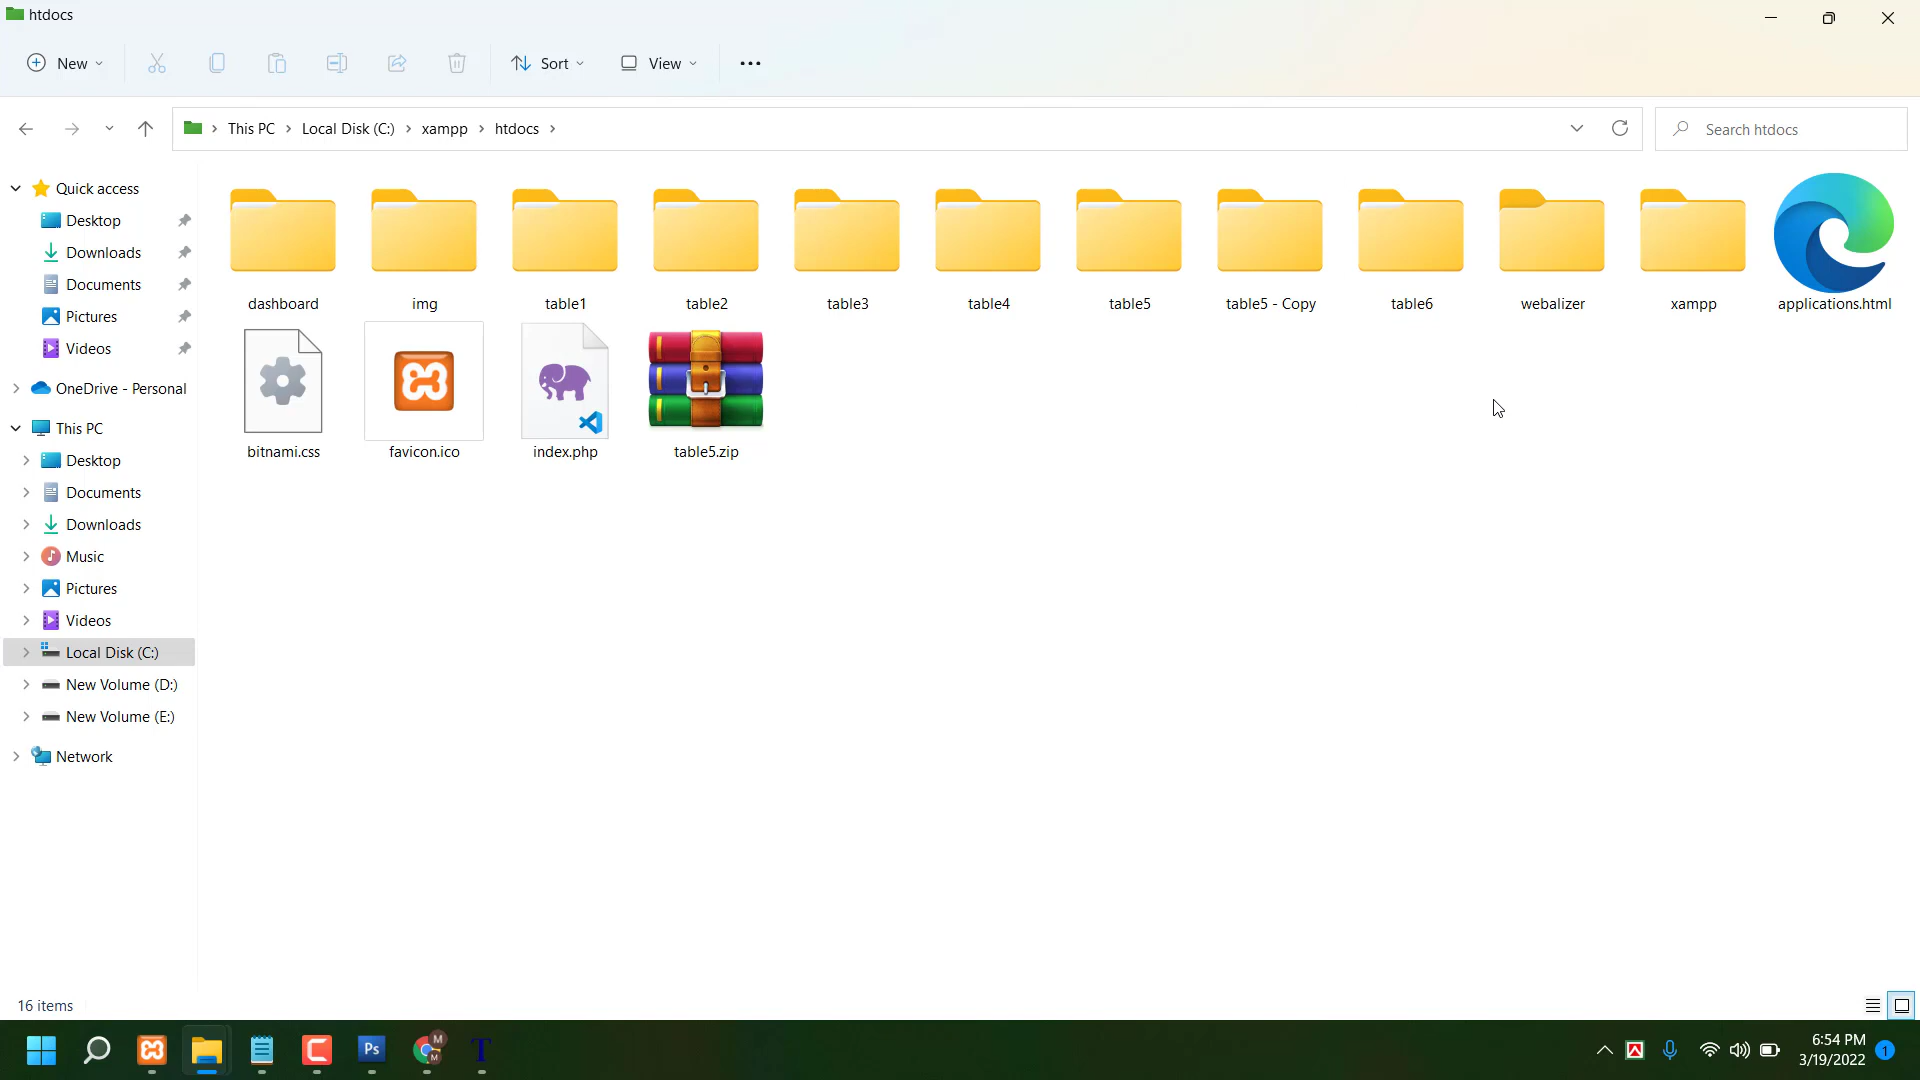 htdocs
New
Sort
View
This PC
Local Disk (C:)
xampp
htdocs
Search htdocs
Quick access
Desktop
Downloads
Documents
Pictures
Videos
OneDrive - Personal
This PC
Desktop
Documents
Downloads
Music
Pictures
Videos
Local Disk (C:)
New Volume (D:)
New Volume (E:)
Network
dashboard
img
table1
table2
table3
table4
table5
table5 - Copy
table6
webalizer
xampp
applications.html
bitnami.css
favicon.ico
index.php
table5.zip
16 items
Ps
M
M
T
6:54 PM
3/19/2022
1